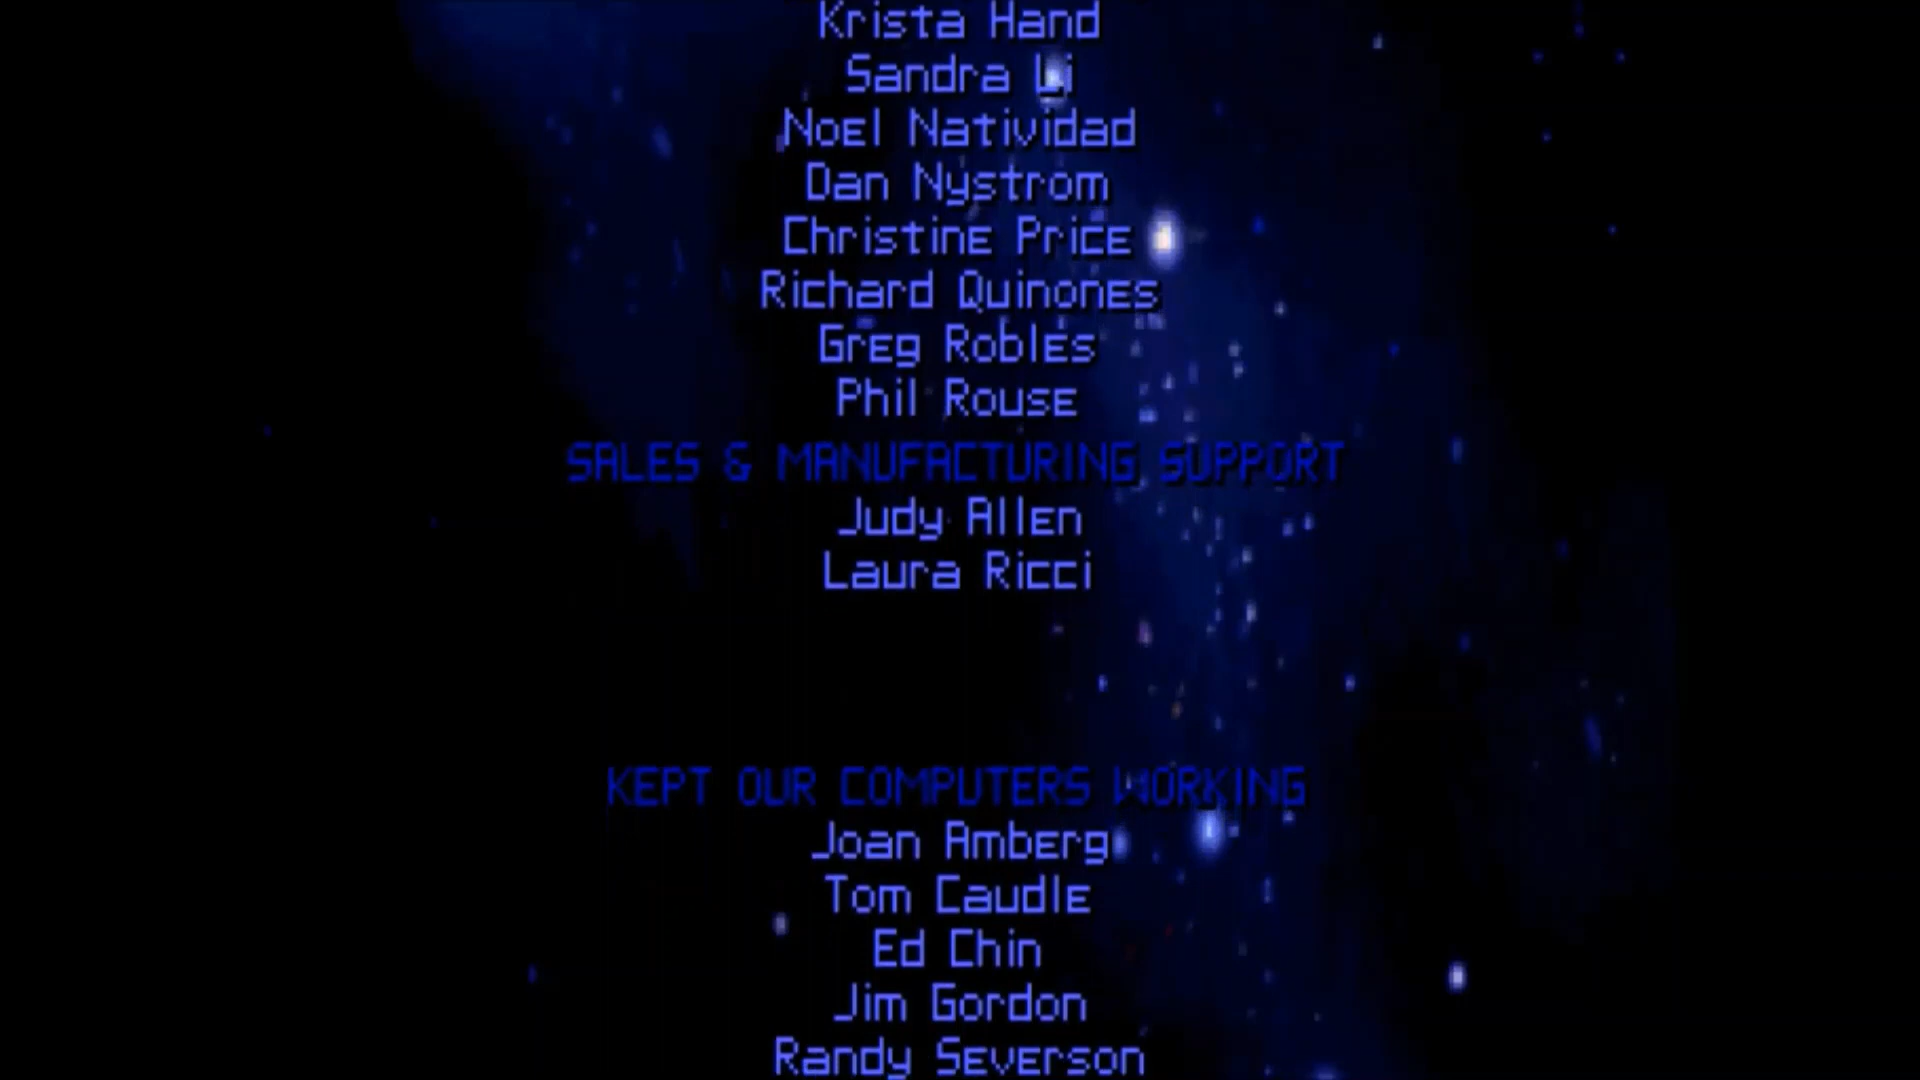 Krista Hand
Sandra Li
Noel Natividad
Dan Nystrom
Christine Price
Richard Quinones
Greg Robles
Phil Rouse
SALES & MANUFACTURING SUPPORT
Judy Allen
Laura Ricci
KEPT OUR COMPUTERS WORKING
Joan Amberg
Tom Caudle
Ed Chin
Jim Gordon
Randy Severson